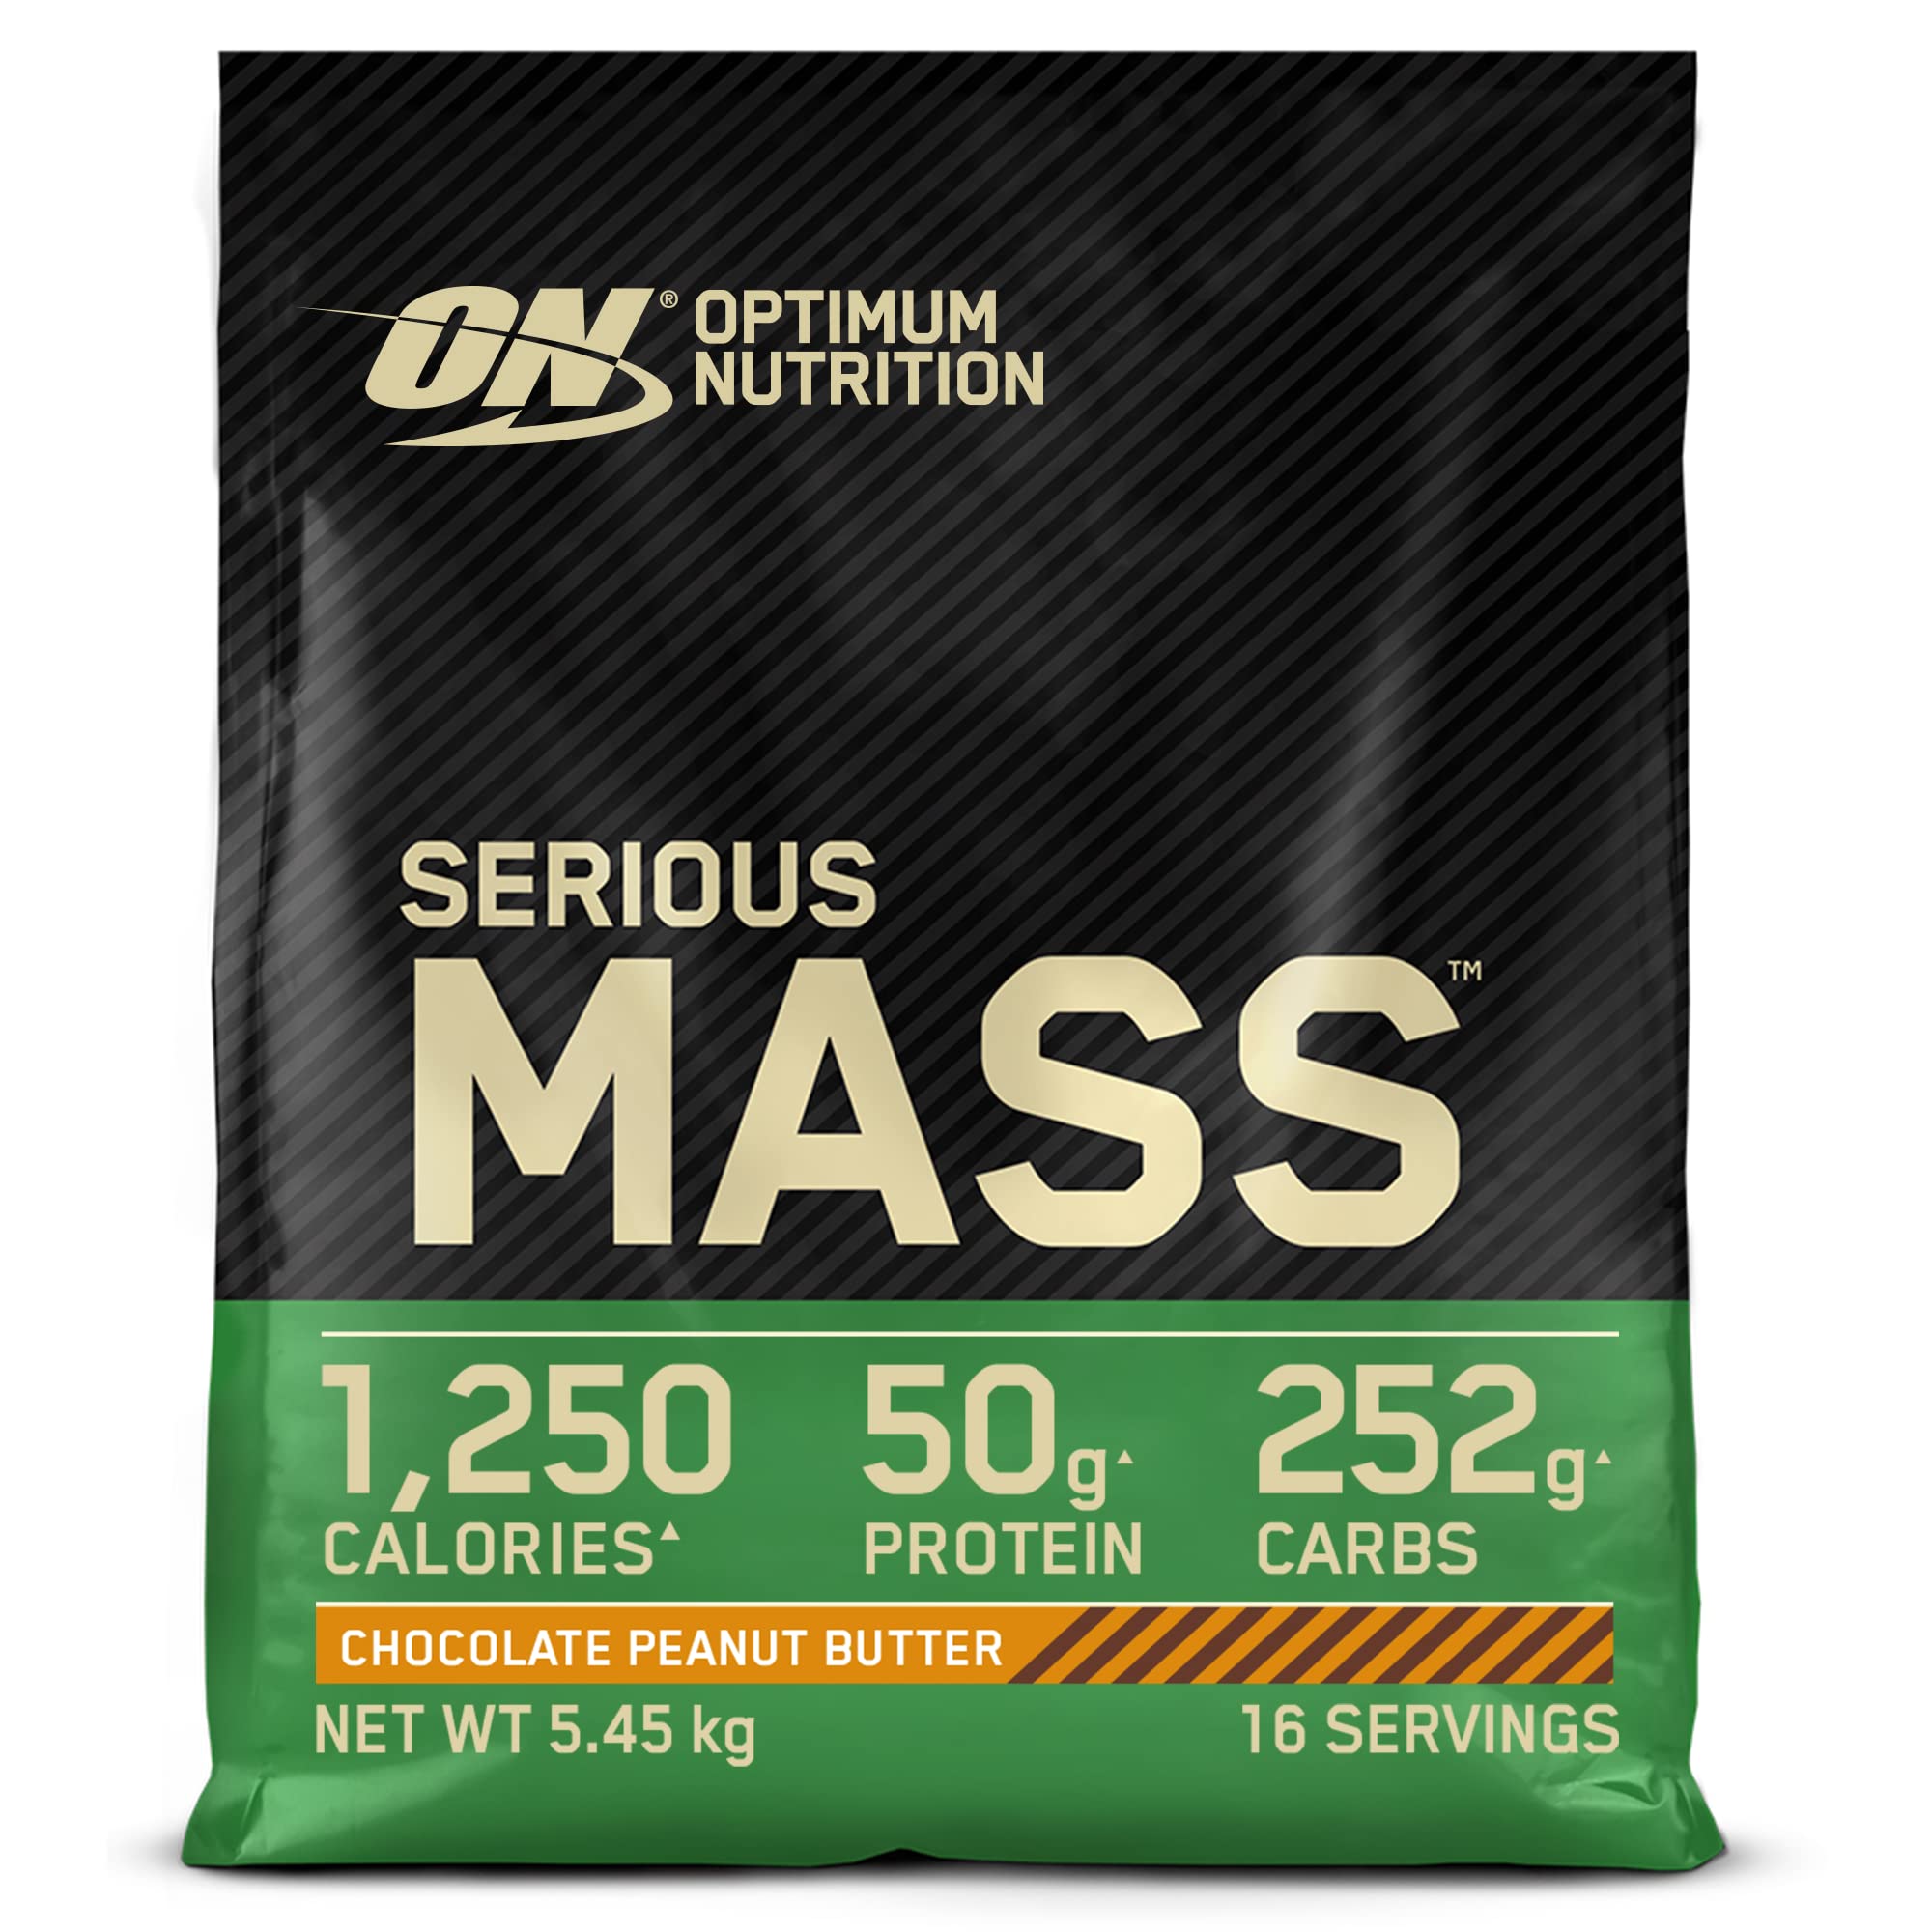 ON® OPTIMUM
NUTRITION
SERIOUS
MASS™
1,250 50g▲ 252g▲
CALORIES▲ PROTEIN CARBS
CHOCOLATE PEANUT BUTTER
NET WT 5.45 kg 16 SERVINGS